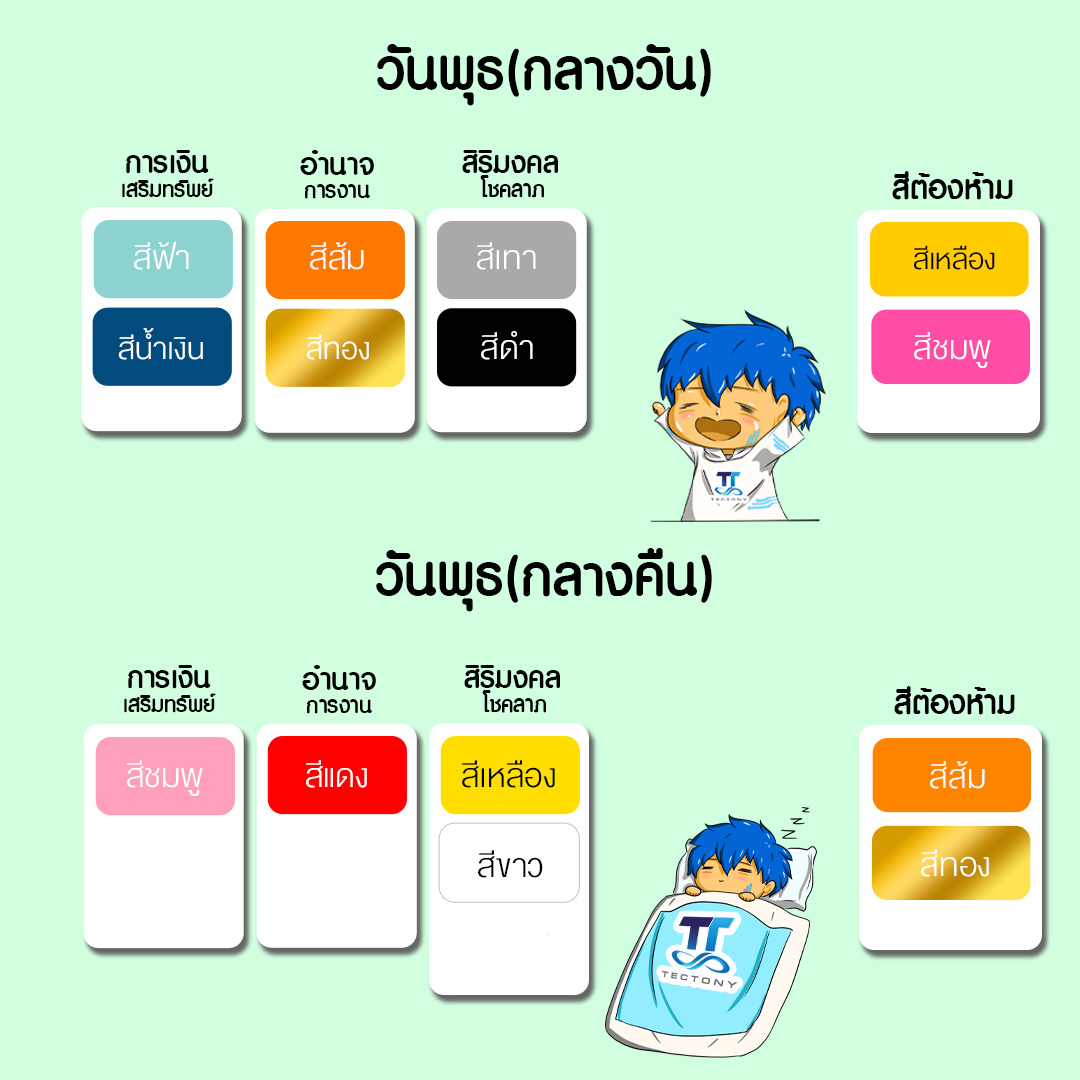 วันพุธ(กลางวัน)
การเงิน
เสริมทรัพย์
อำนาจ
การงาน
สิริมงคล
โชคลาภ
สีต้องห้าม
สีฟ้า
สีส้ม
สีเทา
สีเหลือง
สีน้ำเงิน
สีทอง
สีดำ
สีชมพู
TT
TECTONY
วันพุธ(กลางคืน)
การเงิน
เสริมทรัพย์
อำนาจ
การงาน
สิริมงคล
โชคลาภ
สีต้องห้าม
สีชมพู
สีแดง
สีเหลือง
สีส้ม
สีขาว
สีทอง
z z z
TT
TECTONY